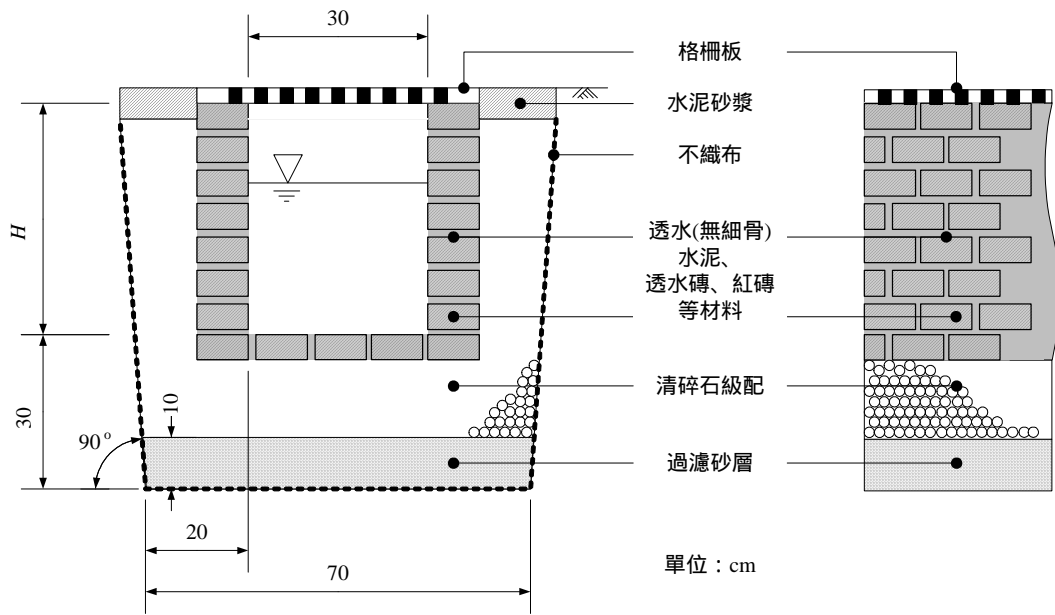 30
格柵板
水泥砂漿
不織布
H
透水(無細骨)
水泥、
透水磚、紅磚
等材料
清碎石級配
30
10
90°
過濾砂層
20
70
單位：cm